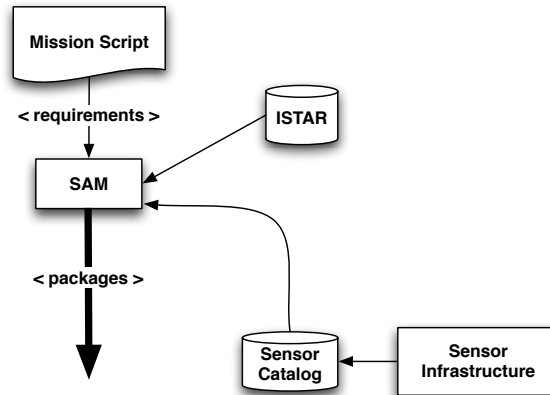 Mission Script
< requirements >
ISTAR
SAM
< packages >
Sensor
Catalog
Sensor
Infrastructure